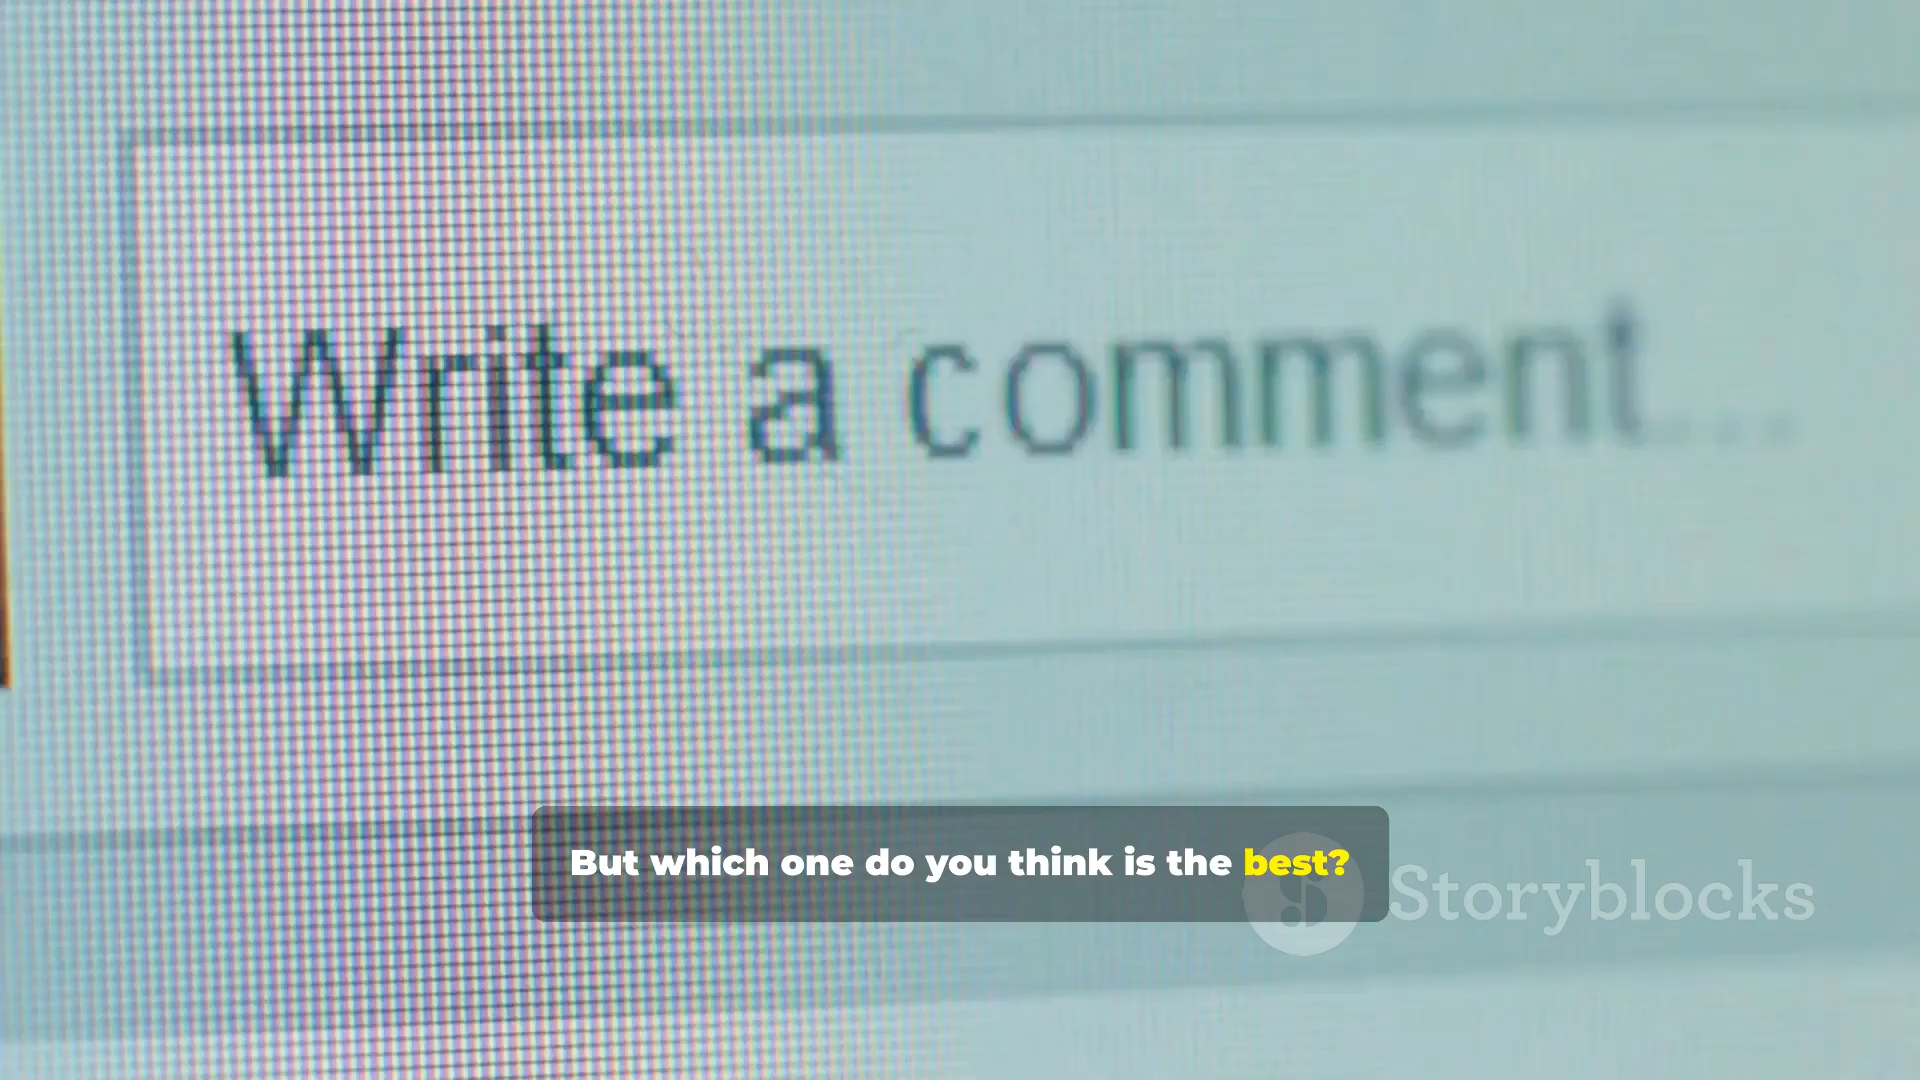 Write a comment...
But which one do you think is the best?
Storyblocks